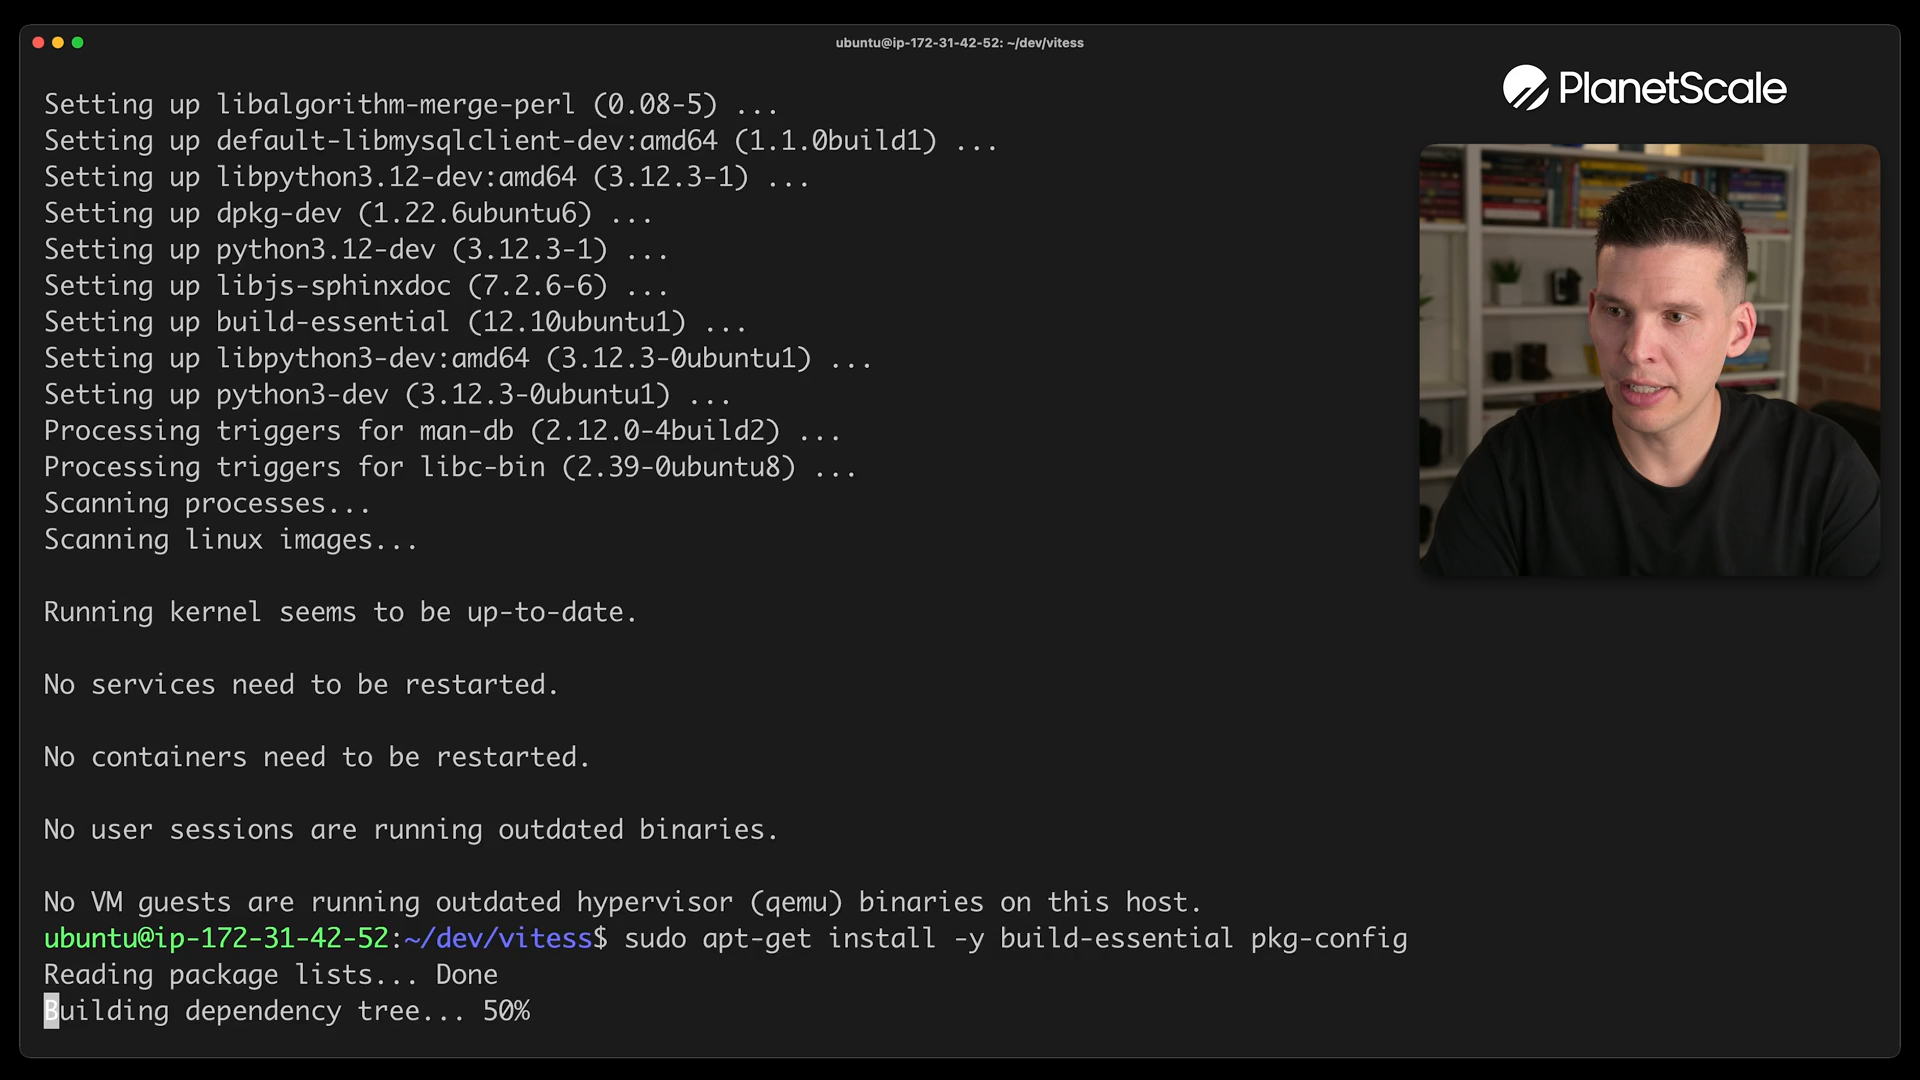 ubuntu@ip-172-31-42-52: ~/dev/vitess
PlanetScale
Setting up libalgorithm-merge-perl (0.08-5) ...
Setting up default-libmysqlclient-dev:amd64 (1.1.0build1) ...
Setting up libpython3.12-dev:amd64 (3.12.3-1) ...
Setting up dpkg-dev (1.22.6ubuntu6) ...
Setting up python3.12-dev (3.12.3-1) ...
Setting up libjs-sphinxdoc (7.2.6-6) ...
Setting up build-essential (12.10ubuntu1) ...
Setting up libpython3-dev:amd64 (3.12.3-0ubuntu1) ...
Setting up python3-dev (3.12.3-0ubuntu1) ...
Processing triggers for man-db (2.12.0-4build2) ...
Processing triggers for libc-bin (2.39-0ubuntu8) ...
Scanning processes...
Scanning linux images...
Running kernel seems to be up-to-date.
No services need to be restarted.
No containers need to be restarted.
No user sessions are running outdated binaries.
No VM guests are running outdated hypervisor (qemu) binaries on this host.
ubuntu@ip-172-31-42-52:~/dev/vitess$ sudo apt-get install -y build-essential pkg-config
Reading package lists... Done
Building dependency tree... 50%